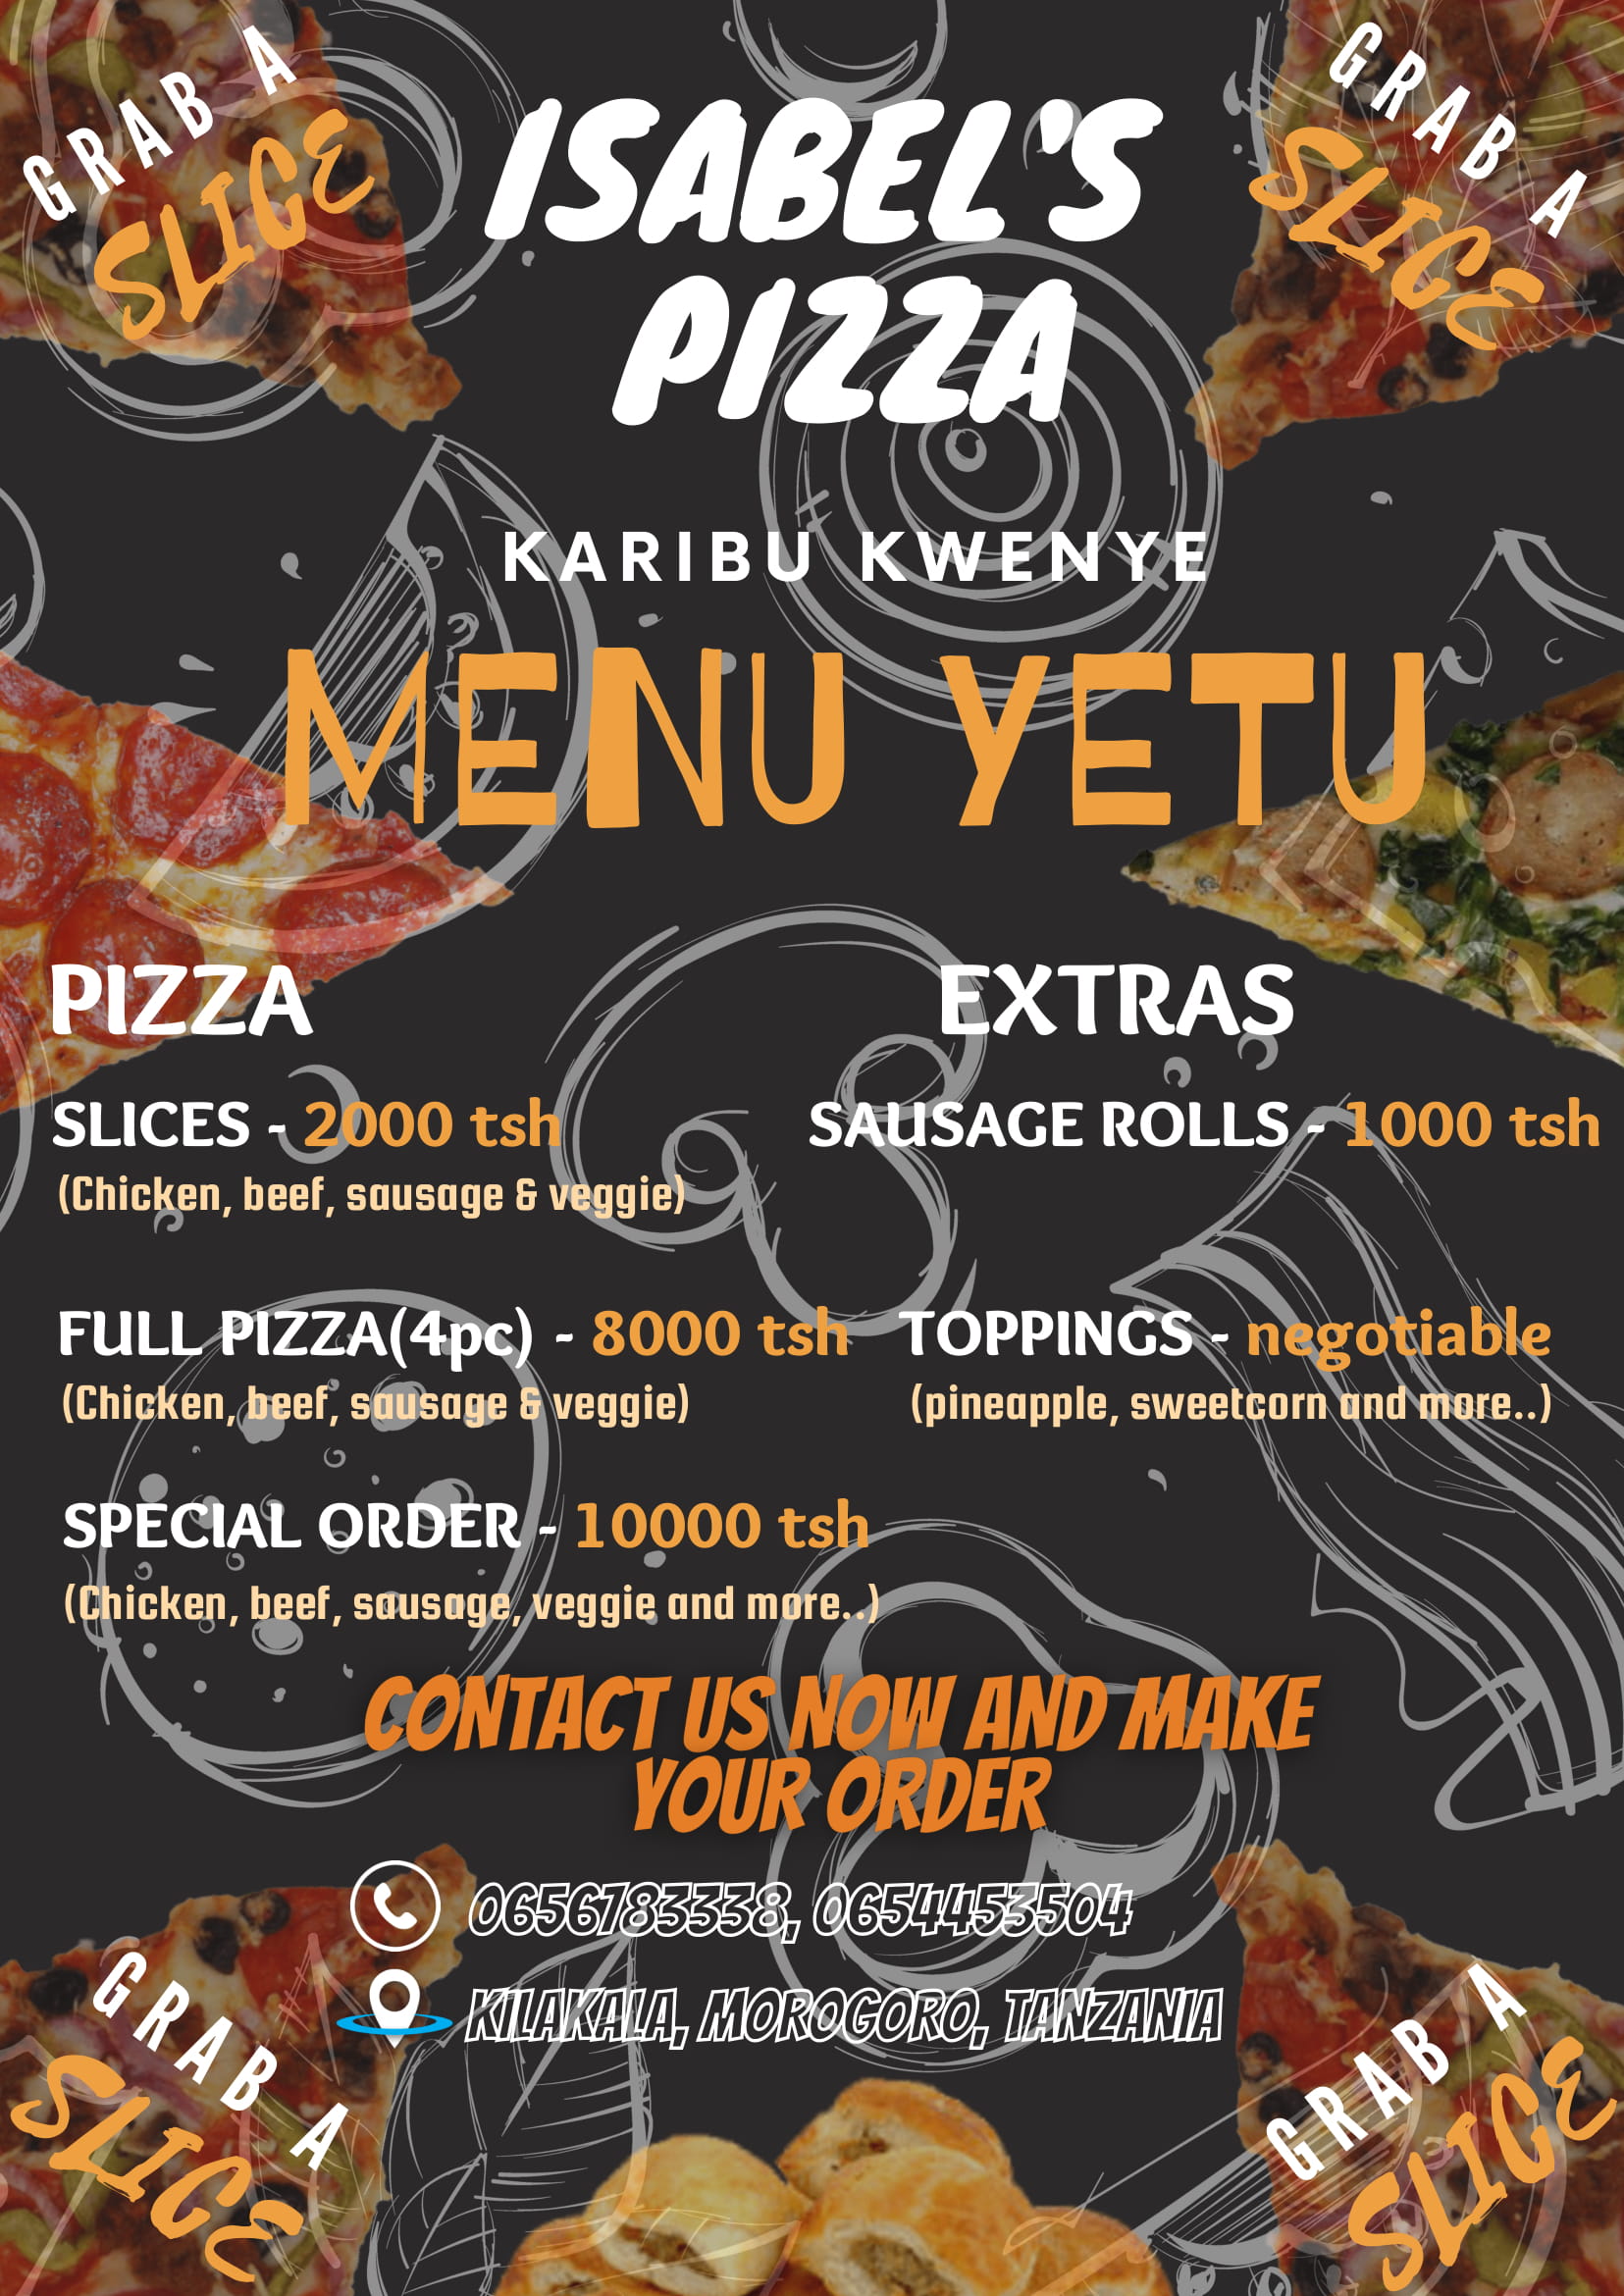 GRAB A
SLICE
GRAB A
SLICE
ISABEL'S
PIZZA
KARIBU KWENYE
MENU YETU
PIZZA
SLICES - 2000 tsh
(Chicken, beef, sausage & veggie)
FULL PIZZA(4pc) - 8000 tsh
(Chicken, beef, sausage & veggie)
SPECIAL ORDER - 10000 tsh
(Chicken, beef, sausage, veggie and more..)
EXTRAS
SAUSAGE ROLLS - 1000 tsh
TOPPINGS - negotiable
(pineapple, sweetcorn and more..)
CONTACT US NOW AND MAKE
YOUR ORDER
0656783338, 0654453504
KILAKALA, MOROGORO, TANZANIA
GRAB A
SLICE
GRAB A
SLICE